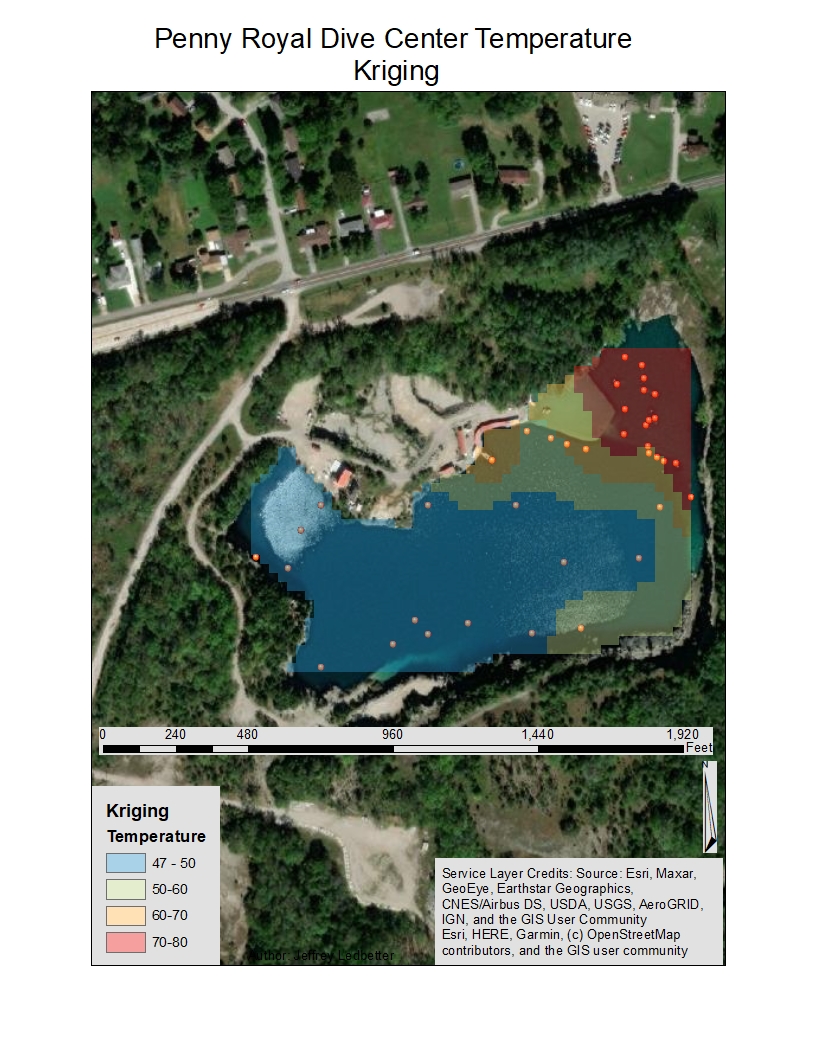 Penny Royal Dive Center Temperature
Kriging
0 240 480 960 1,440 1,920
Feet
N
Kriging
Temperature
47 - 50
50-60
60-70
70-80
Service Layer Credits: Source: Esri, Maxar,
GeoEye, Earthstar Geographics,
CNES/Airbus DS, USDA, USGS, AeroGRID,
IGN, and the GIS User Community
Esri, HERE, Garmin, (c) OpenStreetMap
contributors, and the GIS user community
Author: Jeffrey Ledbetter